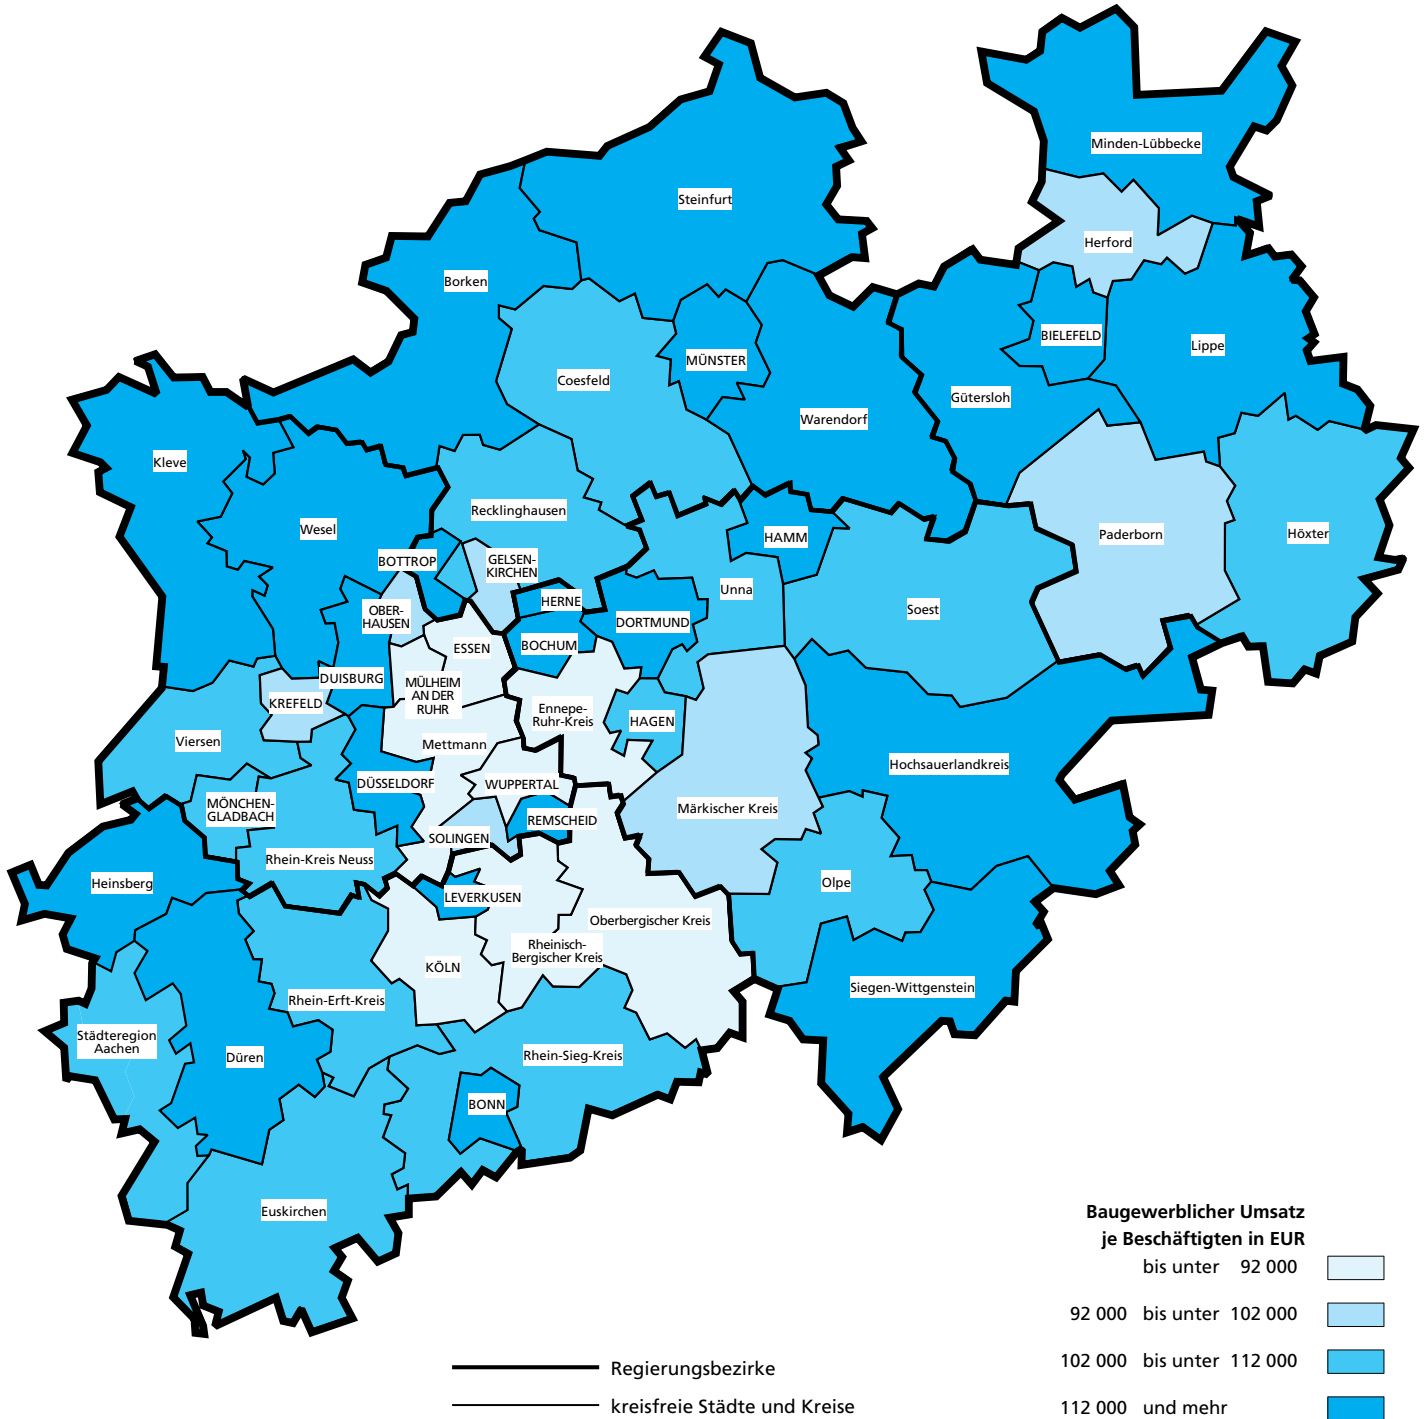 Minden-Lübbecke
Steinfurt
Herford
Borken
BIELEFELD
Lippe
MÜNSTER
Coesfeld
Gütersloh
Warendorf
Kleve
Recklinghausen
Wesel
Paderborn
Höxter
HAMM
BOTTROP
GELSEN-
KIRCHEN
Unna
HERNE
Soest
OBER-
HAUSEN
DORTMUND
BOCHUM
ESSEN
DUISBURG
MÜLHEIM
AN DER
RUHR
KREFELD
Ennepe-
Ruhr-Kreis
HAGEN
Viersen
Mettmann
Hochsauerlandkreis
DÜSSELDORF
WUPPERTAL
MÖNCHEN-
GLADBACH
Märkischer Kreis
REMSCHEID
SOLINGEN
Rhein-Kreis Neuss
Heinsberg
Olpe
LEVERKUSEN
Oberbergischer Kreis
Rheinisch-
Bergischer Kreis
KÖLN
Siegen-Wittgenstein
Rhein-Erft-Kreis
Städteregion
Aachen
Düren
Rhein-Sieg-Kreis
BONN
Euskirchen
Baugewerblicher Umsatz
je Beschäftigten in EUR
bis unter 92 000
92 000 bis unter 102 000
102 000 bis unter 112 000
112 000 und mehr
Regierungsbezirke
kreisfreie Städte und Kreise